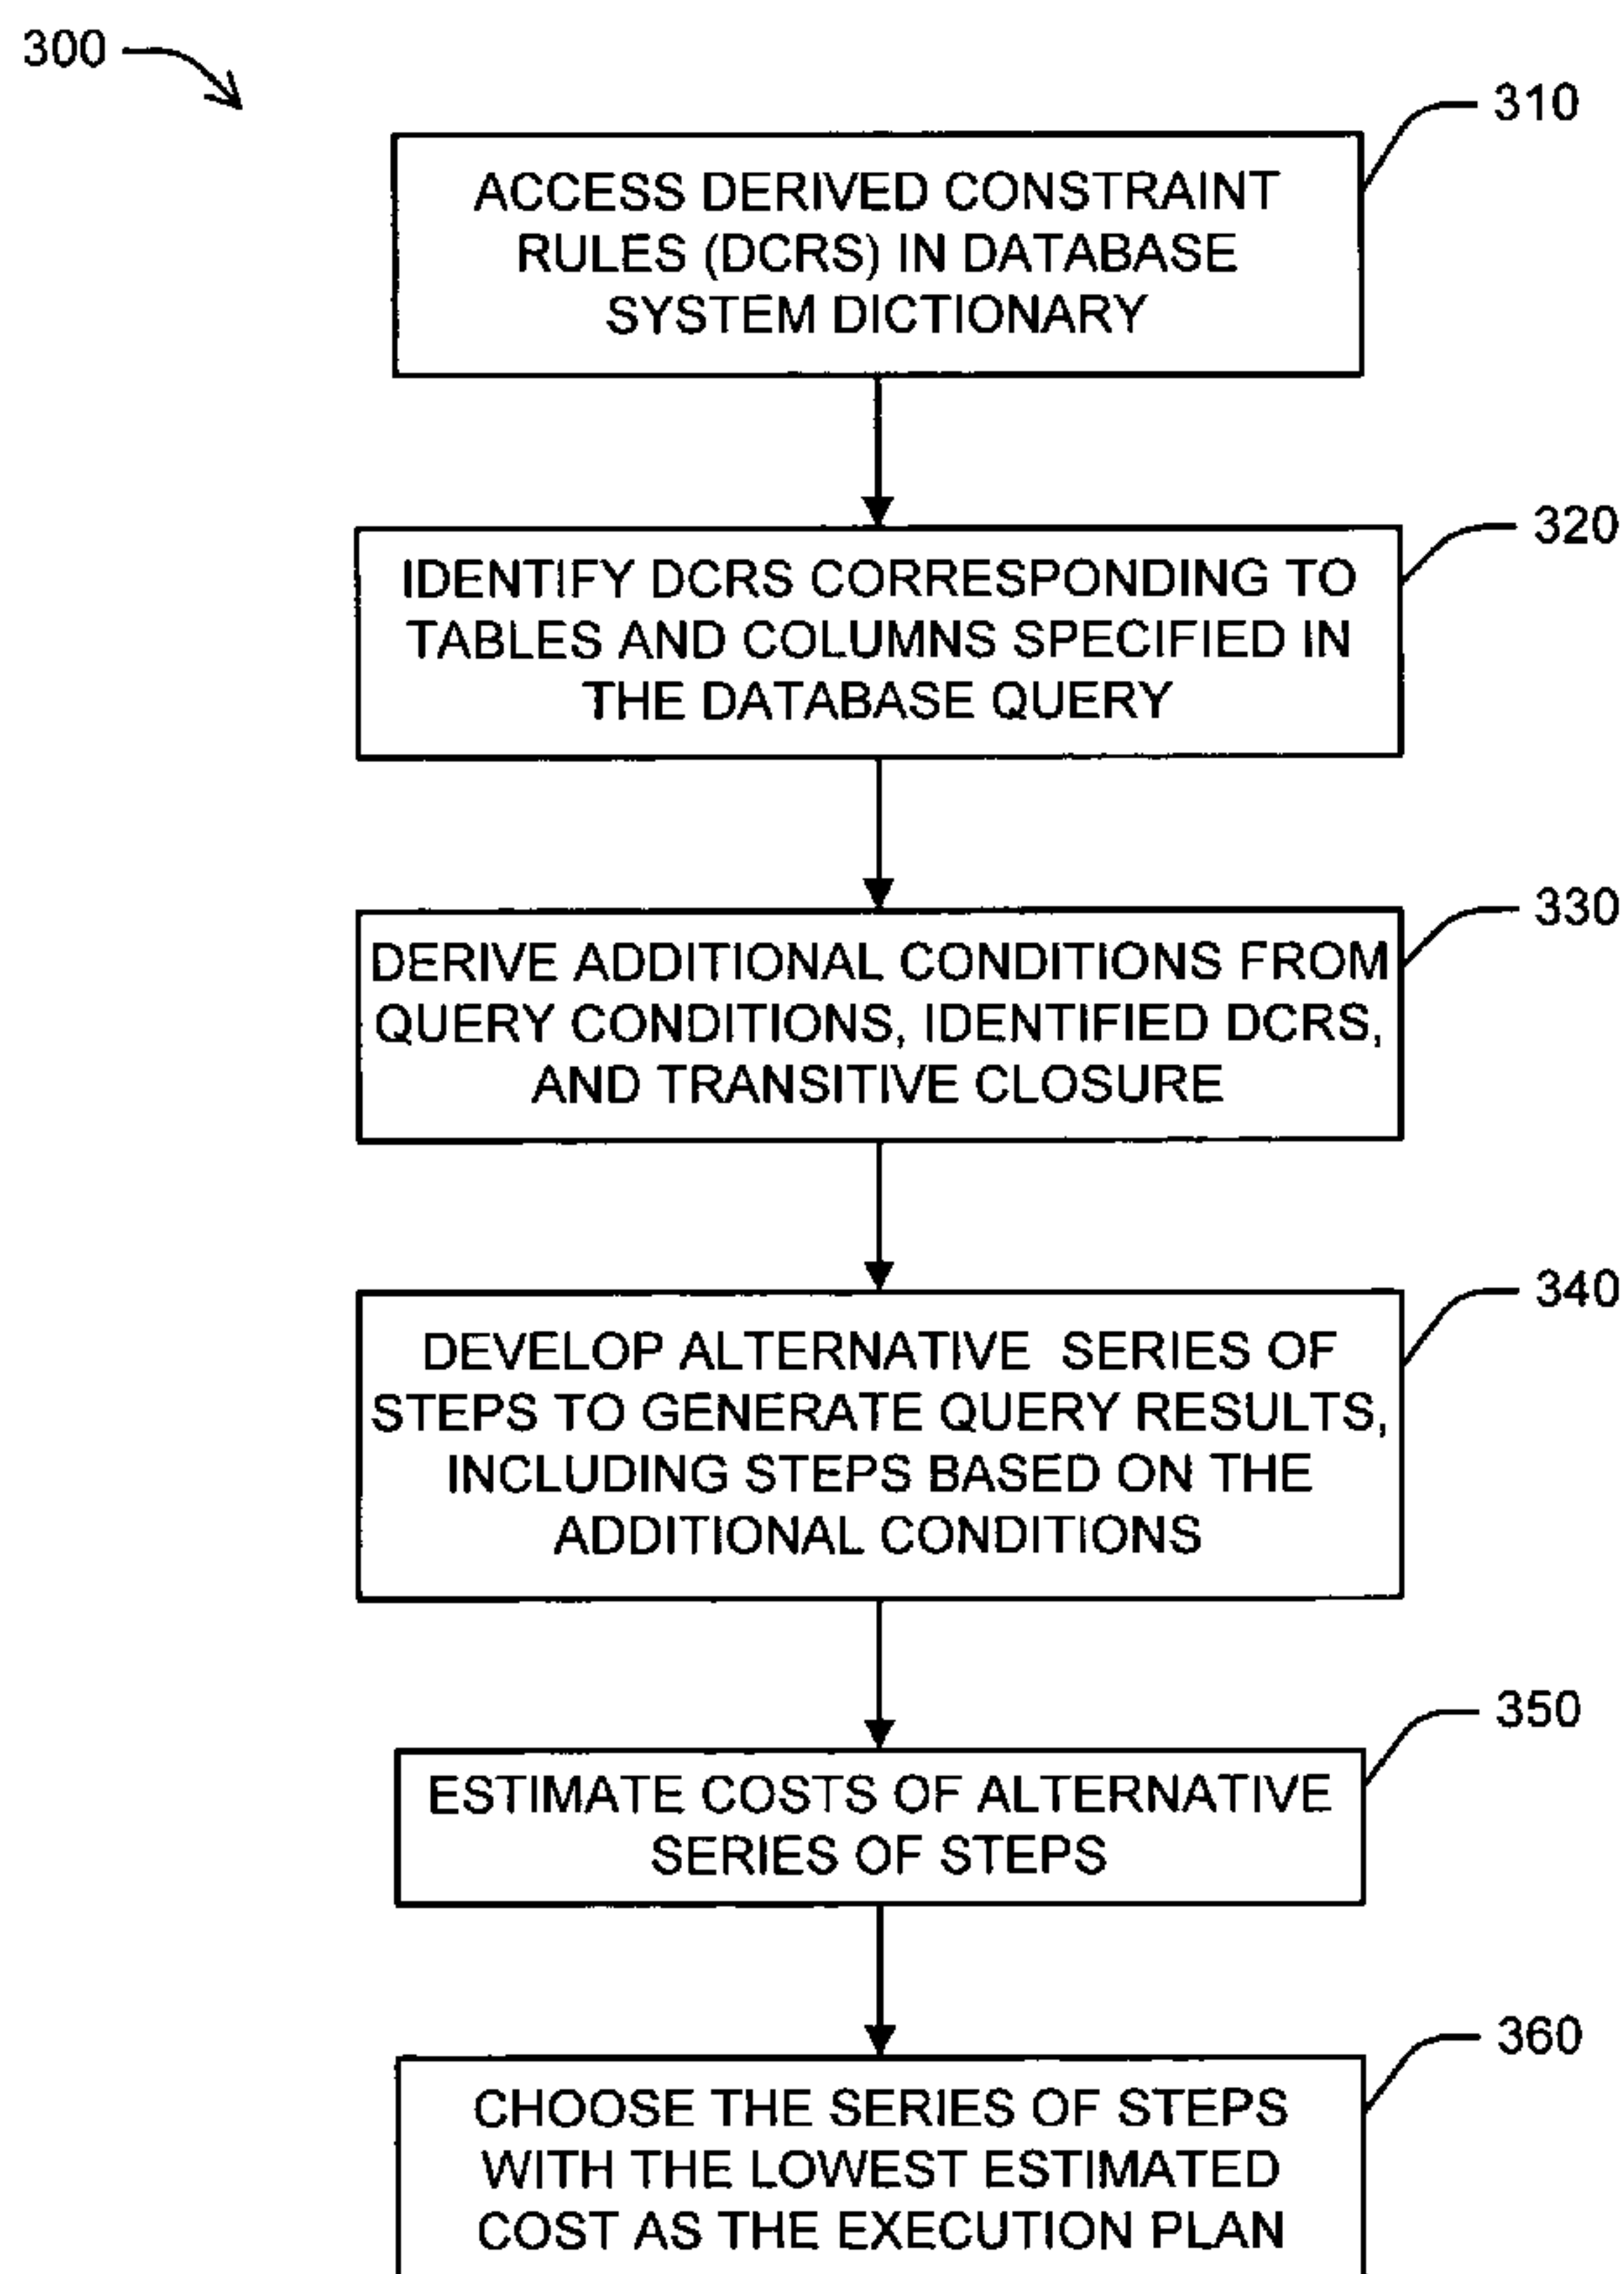 300
310
ACCESS DERIVED CONSTRAINT
RULES (DCRS) IN DATABASE
SYSTEM DICTIONARY
320
IDENTIFY DCRS CORRESPONDING TO
TABLES AND COLUMNS SPECIFIED IN
THE DATABASE QUERY
330
DERIVE ADDITIONAL CONDITIONS FROM
QUERY CONDITIONS, IDENTIFIED DCRS,
AND TRANSITIVE CLOSURE
340
DEVELOP ALTERNATIVE SERIES OF
STEPS TO GENERATE QUERY RESULTS,
INCLUDING STEPS BASED ON THE
ADDITIONAL CONDITIONS
350
ESTIMATE COSTS OF ALTERNATIVE
SERIES OF STEPS
360
CHOOSE THE SERIES OF STEPS
WITH THE LOWEST ESTIMATED
COST AS THE EXECUTION PLAN